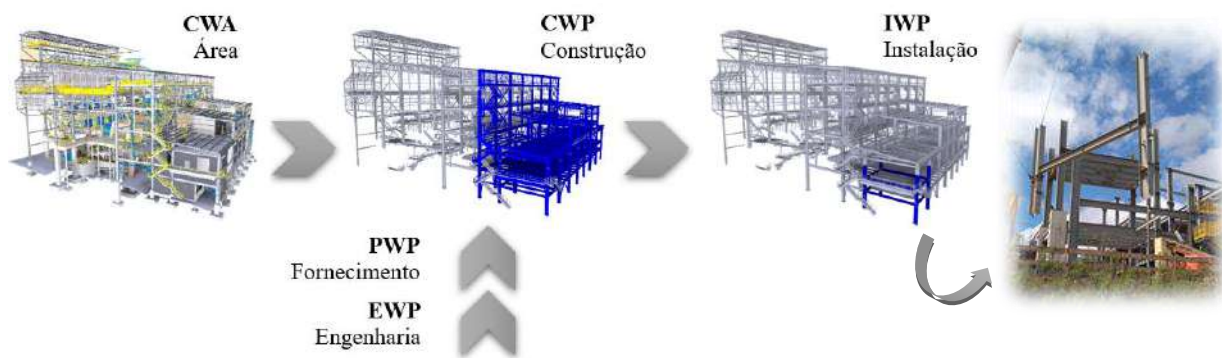 CWA
Área
CWP
Construção
IWP
Instalação
PWP
Fornecimento
EWP
Engenharia